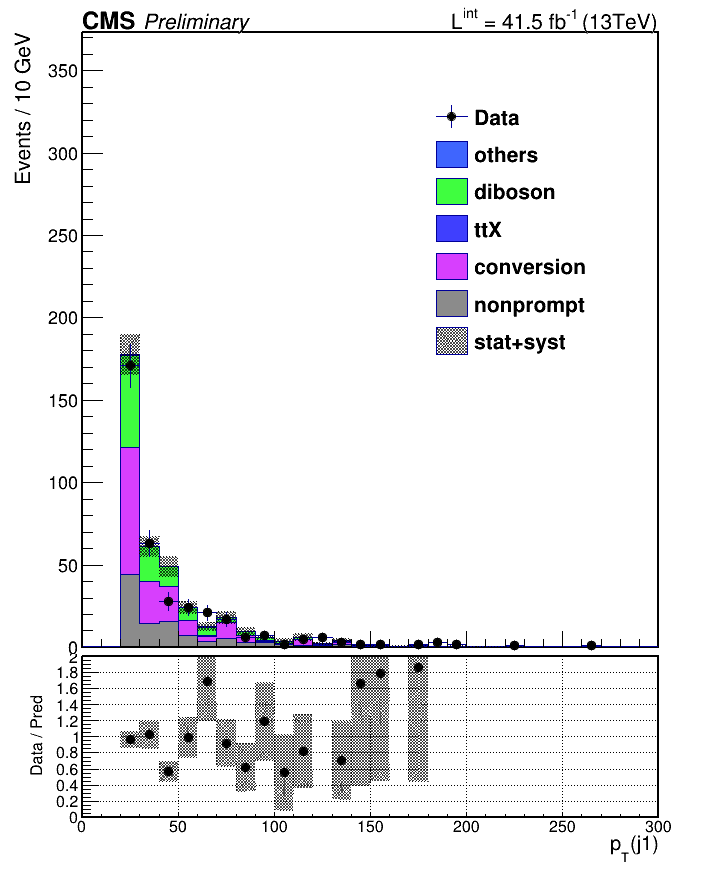 CMS Preliminary
L^int = 41.5 fb^-1 (13TeV)
Events / 10 GeV
350
300
250
200
150
100
50
0
Data
others
diboson
ttX
conversion
nonprompt
stat+syst
Data / Pred
2
1.8
1.6
1.4
1.2
1
0.8
0.6
0.4
0.2
0
0 50 100 150 200 250 300
p_T(j1)